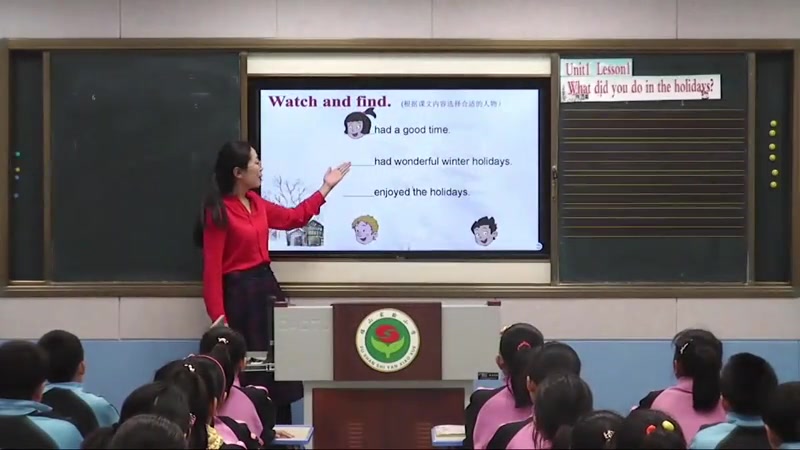 Unit1 Lesson1
What did you do in the holidays?
Watch and find. (根据课文内容选择合适的人物)
had a good time.
had wonderful winter holidays.
enjoyed the holidays.